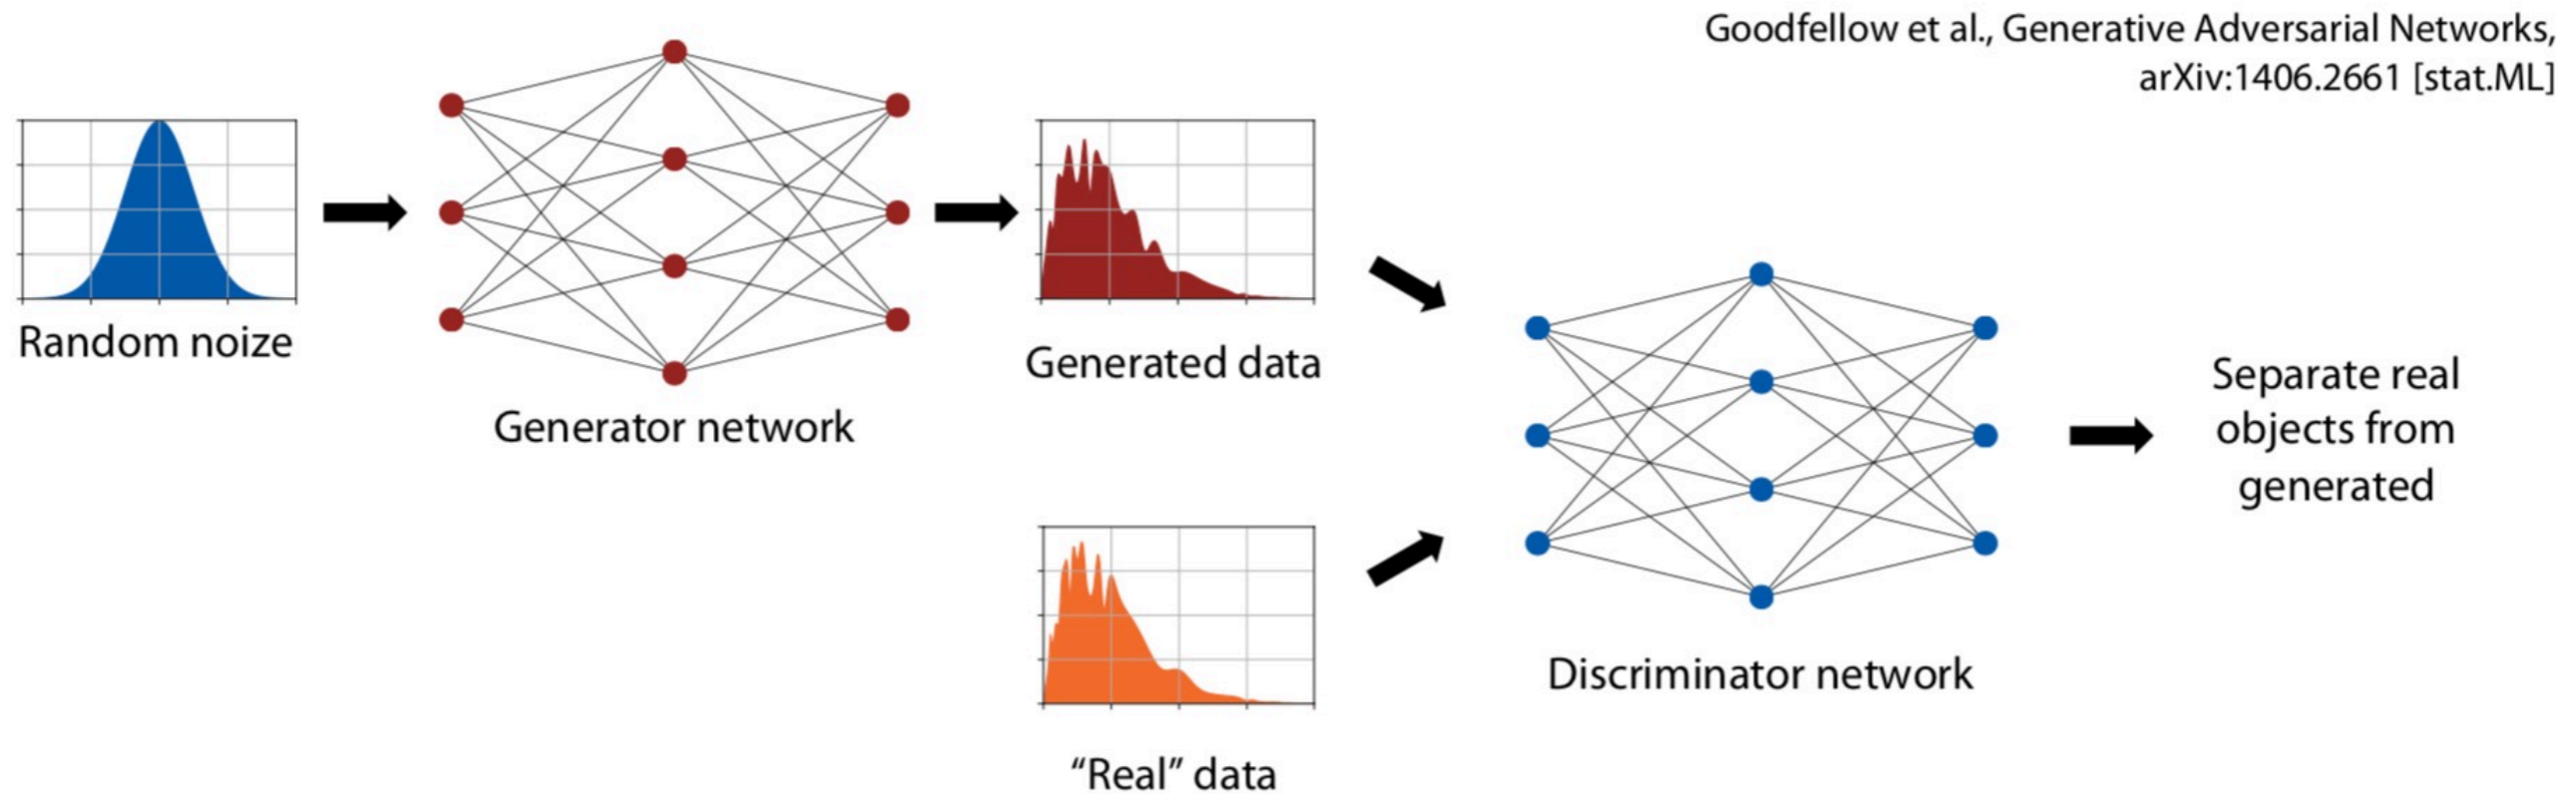 Goodfellow et al., Generative Adversarial Networks,
arXiv:1406.2661 [stat.ML]
Random noize
Generator network
Generated data
"Real" data
Discriminator network
Separate real
objects from
generated